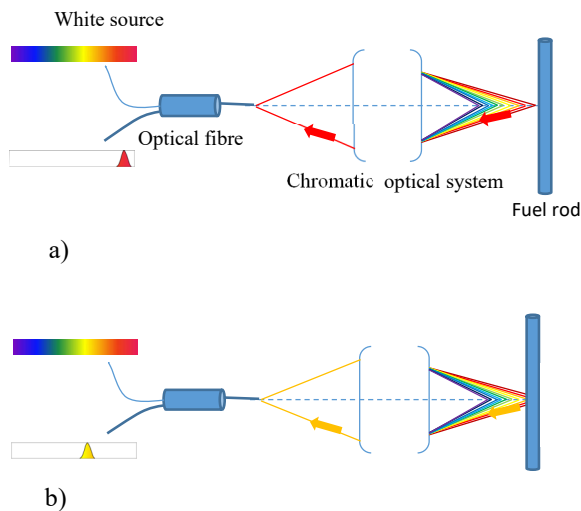 White source
Optical fibre
Chromatic optical system
Fuel rod
a)
b)